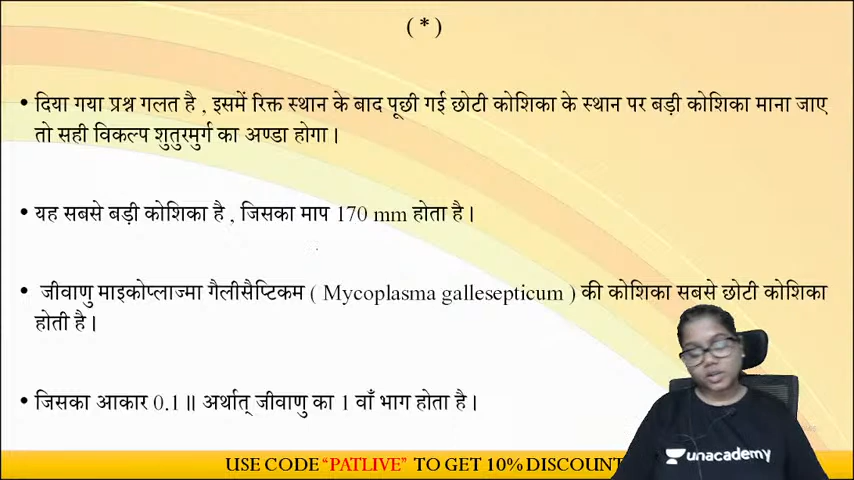 ( * )
• दिया गया प्रश्न गलत है , इसमें रिक्त स्थान के बाद पूछी गई छोटी कोशिका के स्थान पर बड़ी कोशिका माना जाए
तो सही विकल्प शुतुरमुर्ग का अण्डा होगा ।
• यह सबसे बड़ी कोशिका है , जिसका माप 170 mm होता है ।
• जीवाणु माइकोप्लाज्मा गैलीसैप्टिकम ( Mycoplasma gallesepticum ) की कोशिका सबसे छोटी कोशिका
होती है ।
• जिसका आकार 0.1 ॥ अर्थात् जीवाणु का 1 वाँ भाग होता है ।
unacademy
USE CODE “PATLIVE” TO GET 10% DISCOUNT